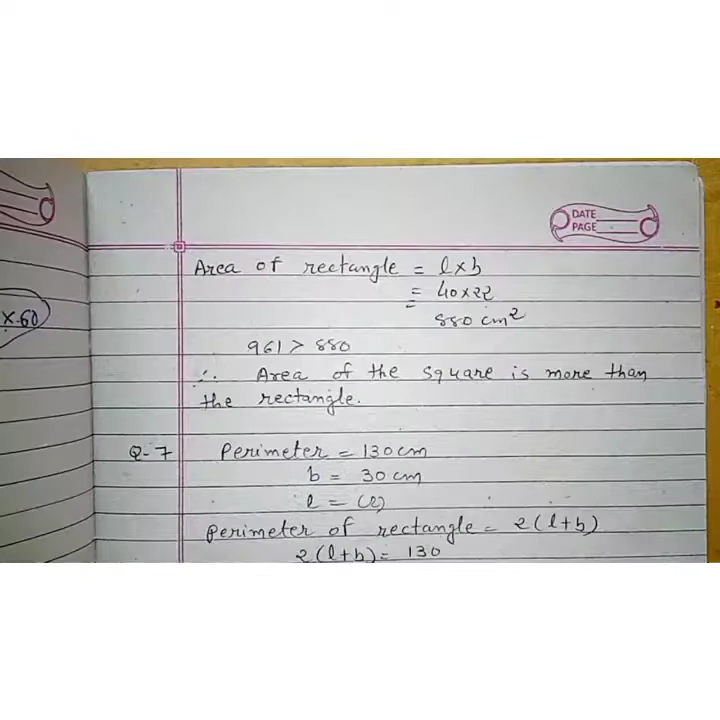 DATE
PAGE
x.60
Area of rectangle = l×b
= 40×22
= 880 cm²
961 > 880
∴ Area of the square is more than
the rectangle.
Q-7 Perimeter = 130 cm
b = 30 cm
l =
Perimeter of rectangle = 2(l+b)
2(l+b) = 130